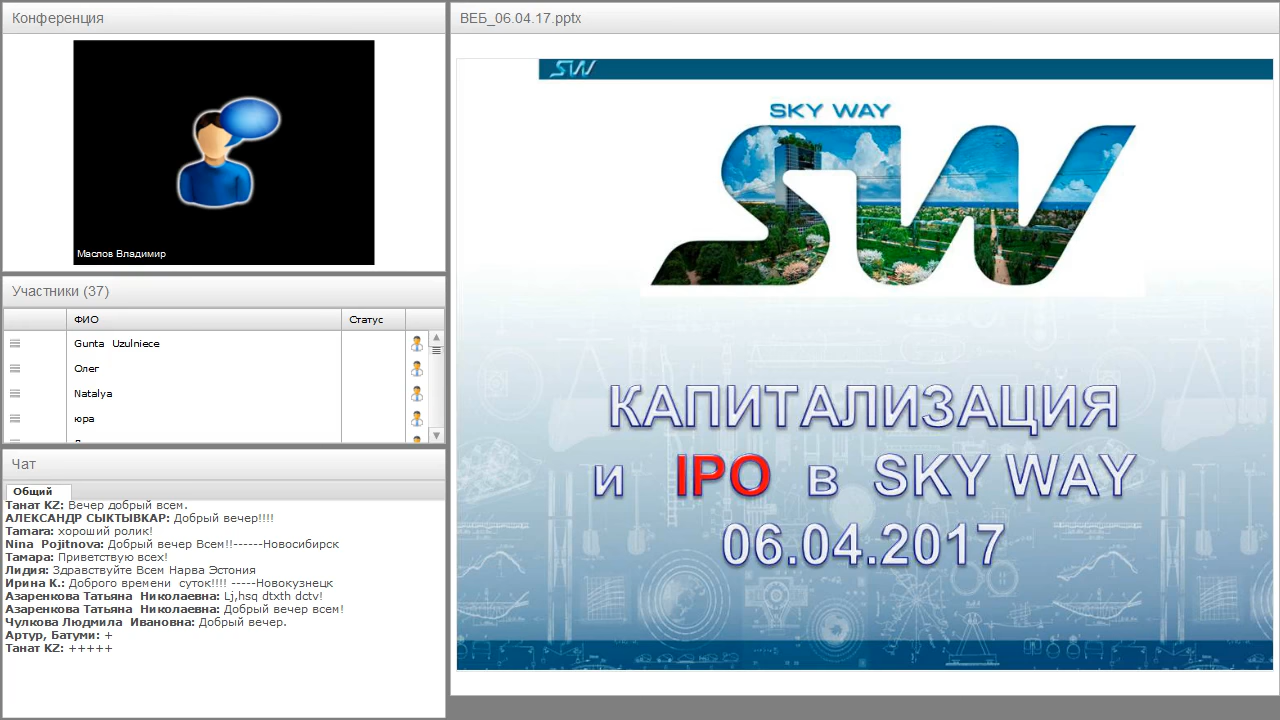 Конференция
Маслов Владимир
Участники (37)
ФИО
Статус
Gunta Uzulniece
Олег
Natalya
юра
Чат
Общий
Танат KZ: Вечер добрый всем.
АЛЕКСАНДР СЫКТЫВКАР: Добрый вечер!!!!
Tamara: хороший ролик!
Nina Pojitnova: Добрый вечер Всем!!------Новосибирск
Тамара: Приветствую всех!
Лидия: Здравствуйте Всем Нарва Эстония
Ирина К.: Доброго времени суток!!!! -----Новокузнецк
Азаренкова Татьяна Николаевна: Lj,hsq dtxth dctv!
Азаренкова Татьяна Николаевна: Добрый вечер всем!
Чулкова Людмила Ивановна: Добрый вечер.
Артур, Батуми: +
Танат KZ: +++++
ВЕБ_06.04.17.pptx
SW
SKY WAY
SW
КАПИТАЛИЗАЦИЯ
и IPO в SKY WAY
06.04.2017